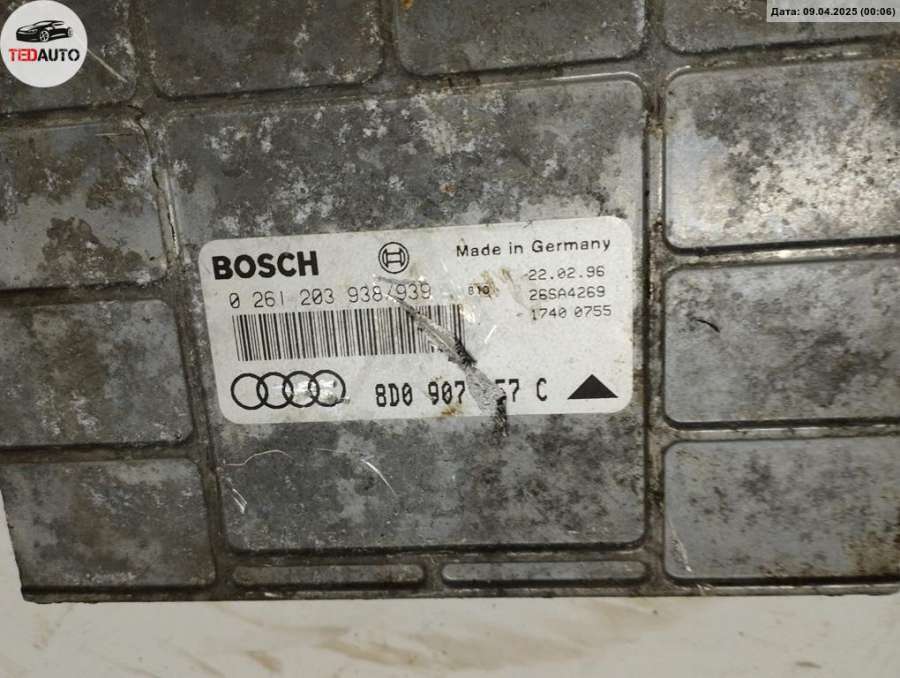 Дата: 09.04.2025 (00:06)
TEDAUTO
BOSCH
Made in Germany
0 261 203 938/939
22.02.96
26SA4269
1740 0755
8D0 907 57 C